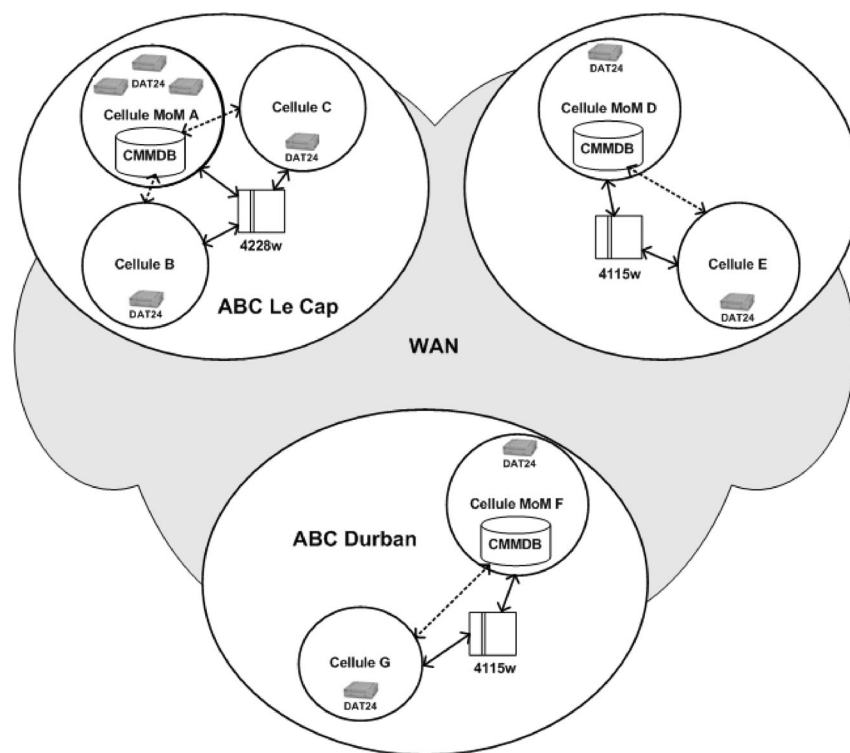 DAT24
Cellule MoM A
CMMDB
Cellule C
DAT24
4228w
Cellule B
DAT24
ABC Le Cap
DAT24
Cellule MoM D
CMMDB
4115w
Cellule E
DAT24
WAN
DAT24
Cellule MoM F
CMMDB
ABC Durban
4115w
Cellule G
DAT24